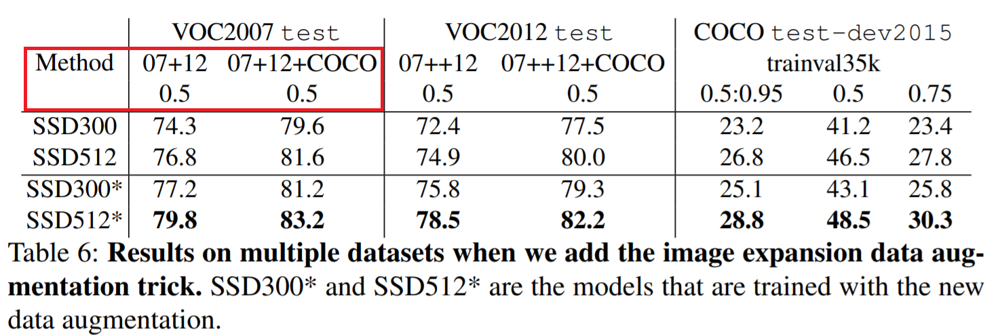 VOC2007 test VOC2012 test COCO test-dev2015
Method 07+12 07+12+COCO 07++12 07++12+COCO trainval35k
0.5 0.5 0.5 0.5 0.5:0.95 0.5 0.75
SSD300 74.3 79.6 72.4 77.5 23.2 41.2 23.4
SSD512 76.8 81.6 74.9 80.0 26.8 46.5 27.8
SSD300* 77.2 81.2 75.8 79.3 25.1 43.1 25.8
SSD512* 79.8 83.2 78.5 82.2 28.8 48.5 30.3
Table 6: Results on multiple datasets when we add the image expansion data aug-
mentation trick. SSD300* and SSD512* are the models that are trained with the new
data augmentation.